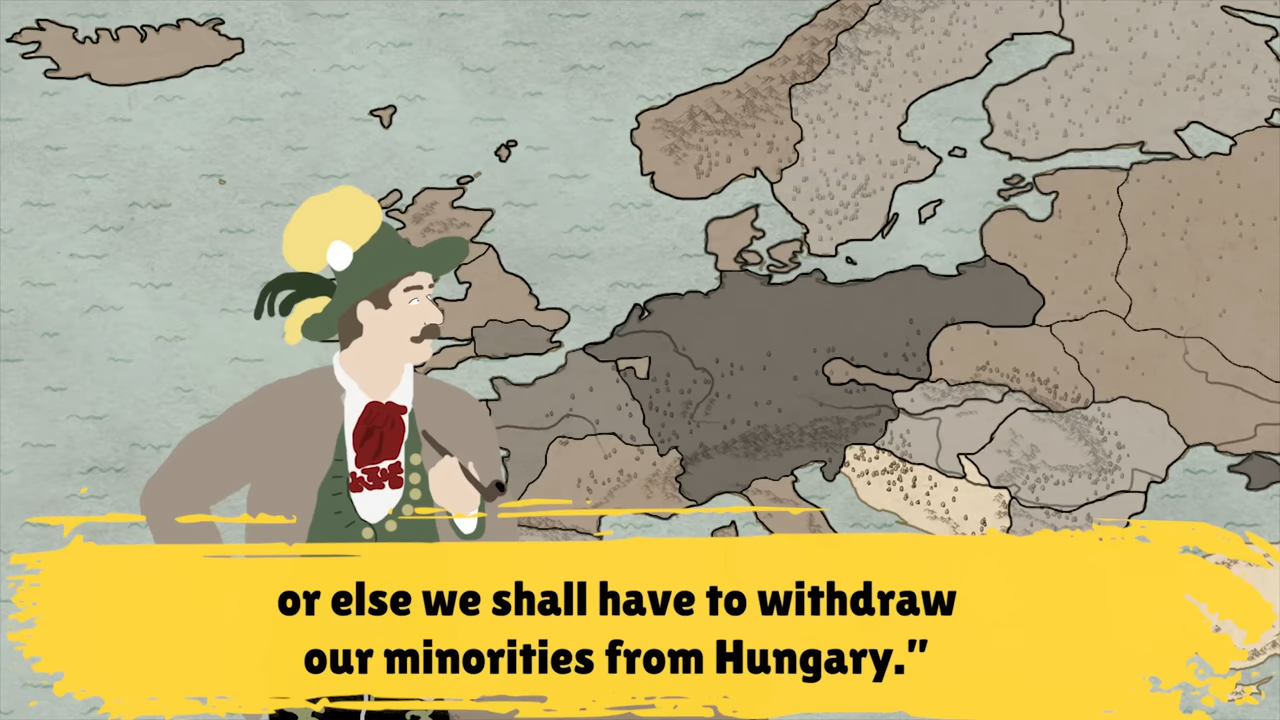 or else we shall have to withdraw
our minorities from Hungary.”